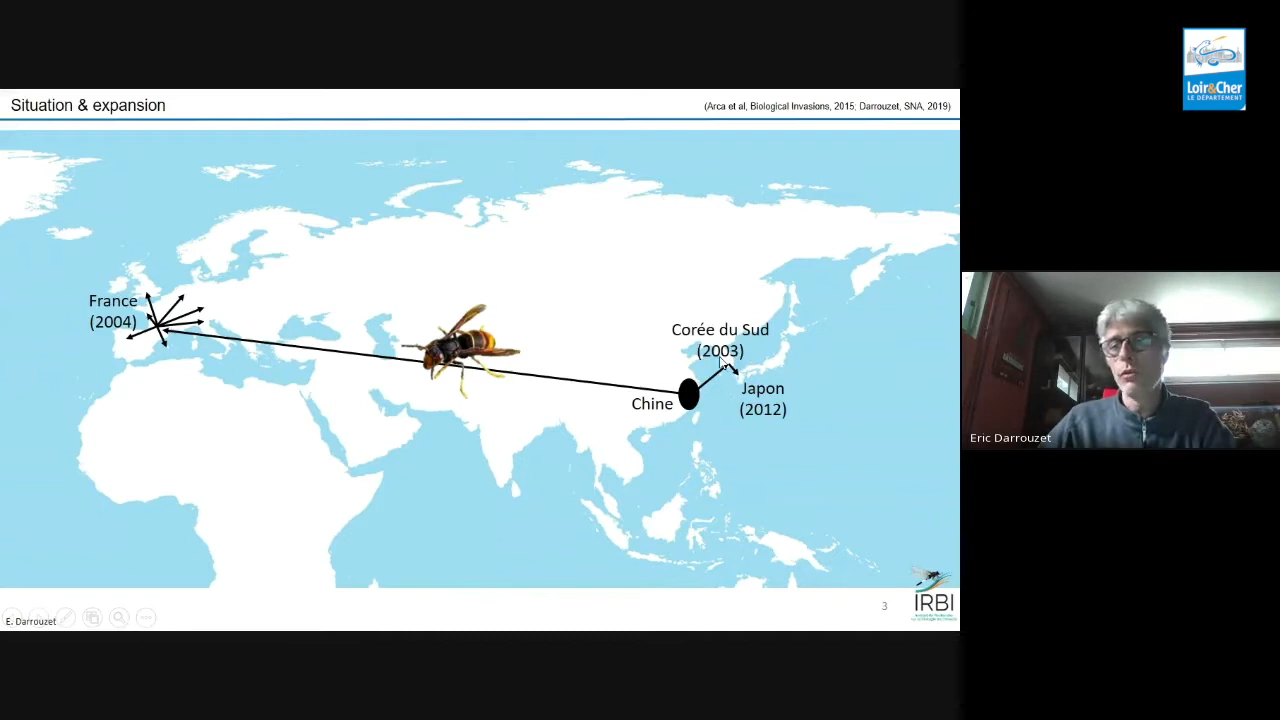 Situation & expansion
(Arca et al, Biological Invasions, 2015; Darrouzet, SNA, 2019)
Loir&Cher
LE DÉPARTEMENT
France
(2004)
Corée du Sud
(2003)
Chine
Japon
(2012)
Eric Darrouzet
3
IRBI
E. Darrouzet